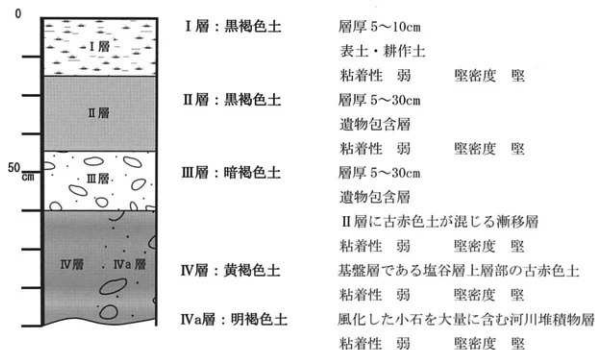 0
50
cm
Ⅰ層
Ⅱ層
Ⅲ層
Ⅳ層 Ⅳa層
Ⅰ層：黒褐色土 層厚 5～10cm
表土・耕作土
粘着性 弱 堅密度 堅
Ⅱ層：黒褐色土 層厚 5～30cm
遺物包含層
粘着性 弱 堅密度 堅
Ⅲ層：暗褐色土 層厚 5～30cm
遺物包含層
Ⅱ層に古赤色土が混じる漸移層
粘着性 弱 堅密度 堅
Ⅳ層：黄褐色土 基盤層である塩谷層上層部の古赤色土
粘着性 弱 堅密度 堅
Ⅳa層：明褐色土 風化した小石を大量に含む河川堆積物層
粘着性 弱 堅密度 堅